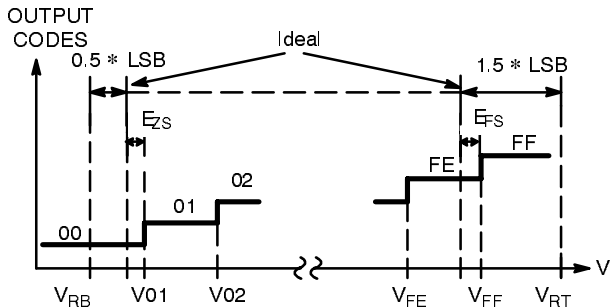 OUTPUT
CODES
Ideal
0.5 * LSB
1.5 * LSB
EZS
EFS
FF
FE
02
01
00
VRB
V01
V02
VFE
VFF
VRT
V